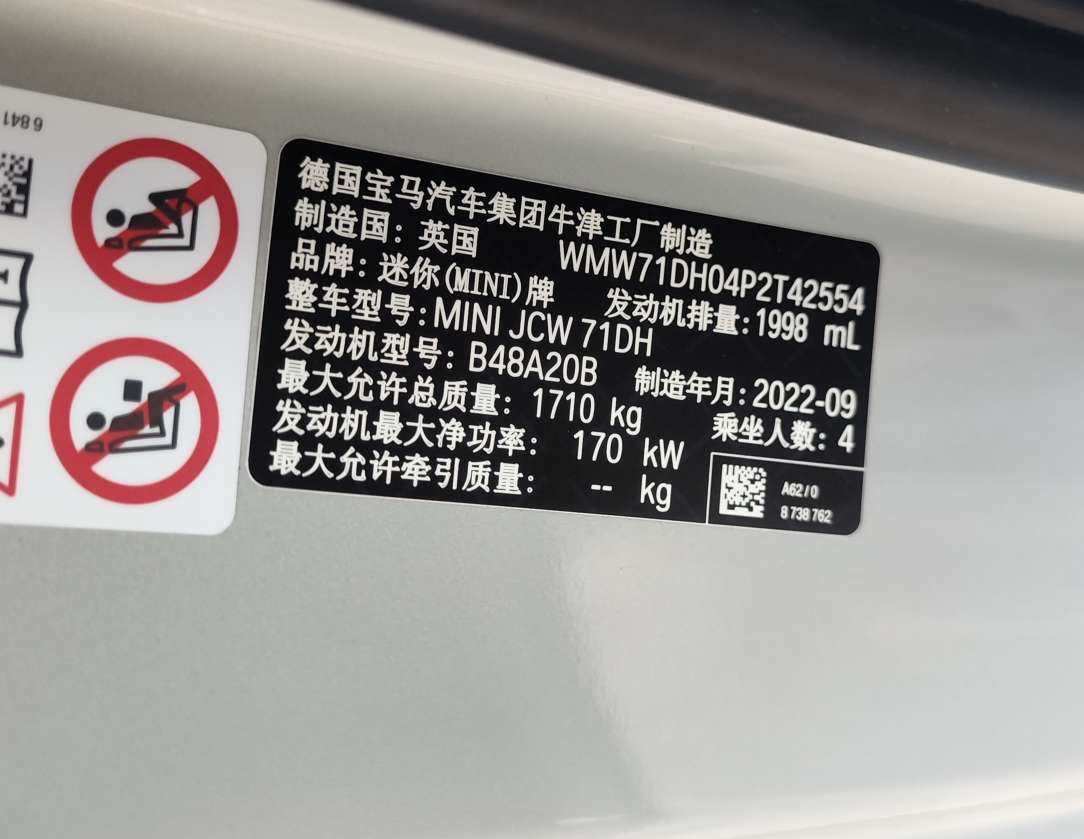 6 841
德国宝马汽车集团牛津工厂制造
制造国：英国 WMW71DH04P2T42554
品牌：迷你(MINI)牌 发动机排量:1998 mL
整车型号:MINI JCW 71DH
发动机型号：B48A20B 制造年月:2022-09
最大允许总质量：1710 kg 乘坐人数：4
发动机最大净功率： 170 kW
最大允许牵引质量： -- kg
A62/0
8 738 762